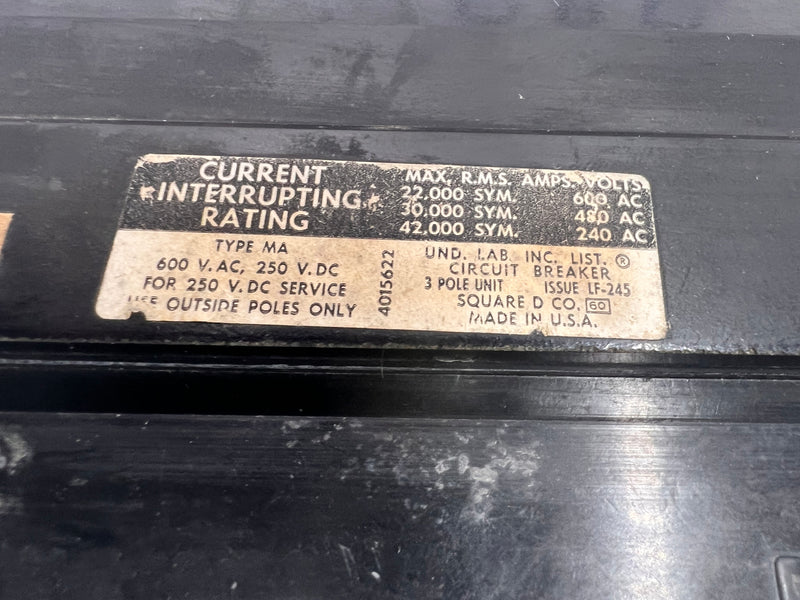 CURRENT
INTERRUPTING
RATING
MAX. R.M.S. AMPS. VOLTS
22,000 SYM. 600 AC
30,000 SYM. 480 AC
42,000 SYM. 240 AC
TYPE MA
600 V.AC, 250 V.DC
FOR 250 V.DC SERVICE
USE OUTSIDE POLES ONLY
4015622
UND. LAB. INC. LIST. ®
CIRCUIT BREAKER
3 POLE UNIT ISSUE LF-245
SQUARE D CO. 60
MADE IN U.S.A.